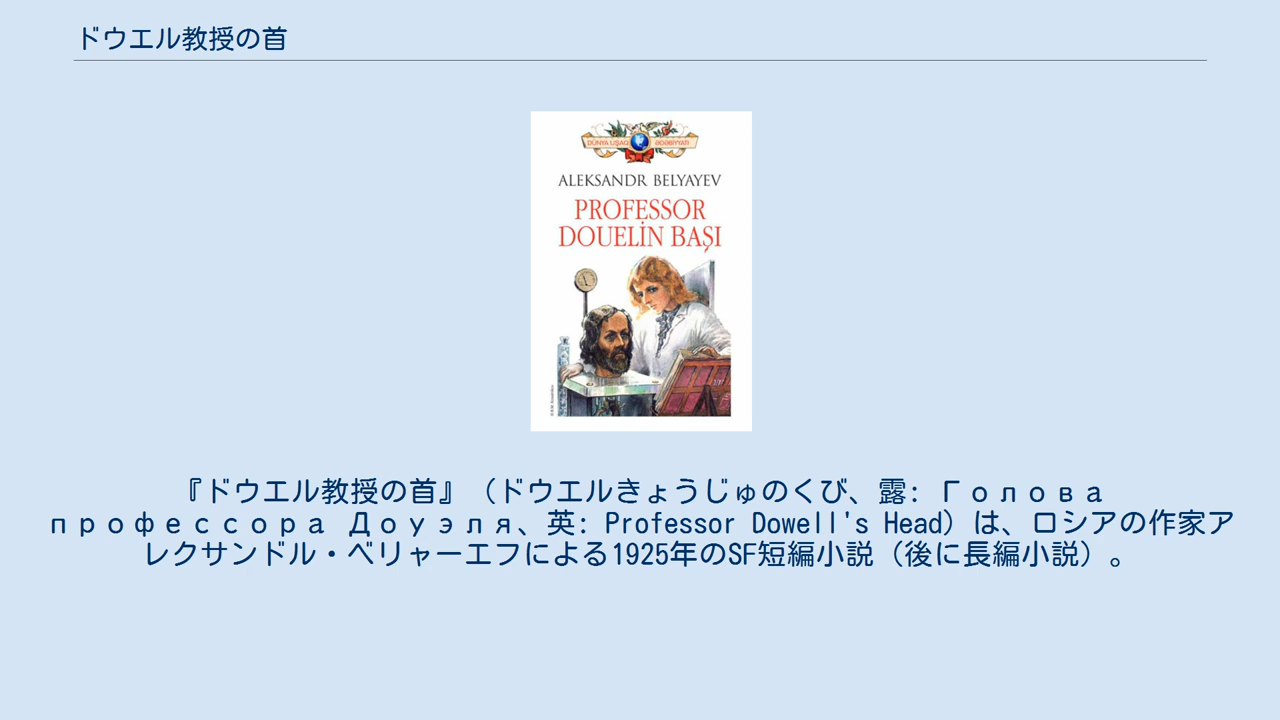 ドウエル教授の首
DÜNYA UŞAQ ƏDƏBİYYATI
ALEKSANDR BELYAYEV
PROFESSOR
DOUELİN BAŞI
『ドウエル教授の首』（ドウエルきょうじゅのくび、露: Голова
профессора Доуэля、英: Professor Dowell's Head）は、ロシアの作家ア
レクサンドル・ベリャーエフによる1925年のSF短編小説（後に長編小説）。